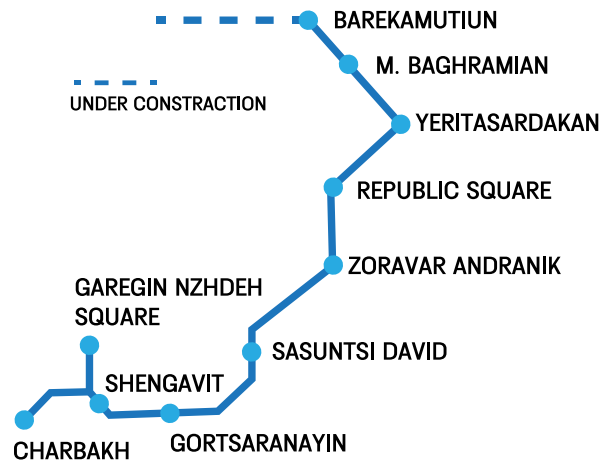 BAREKAMUTIUN
M. BAGHRAMIAN
UNDER CONSTRACTION
YERITASARDAKAN
REPUBLIC SQUARE
ZORAVAR ANDRANIK
GAREGIN NZHDEH
SQUARE
SASUNTSI DAVID
SHENGAVIT
GORTSARANAYIN
CHARBAKH